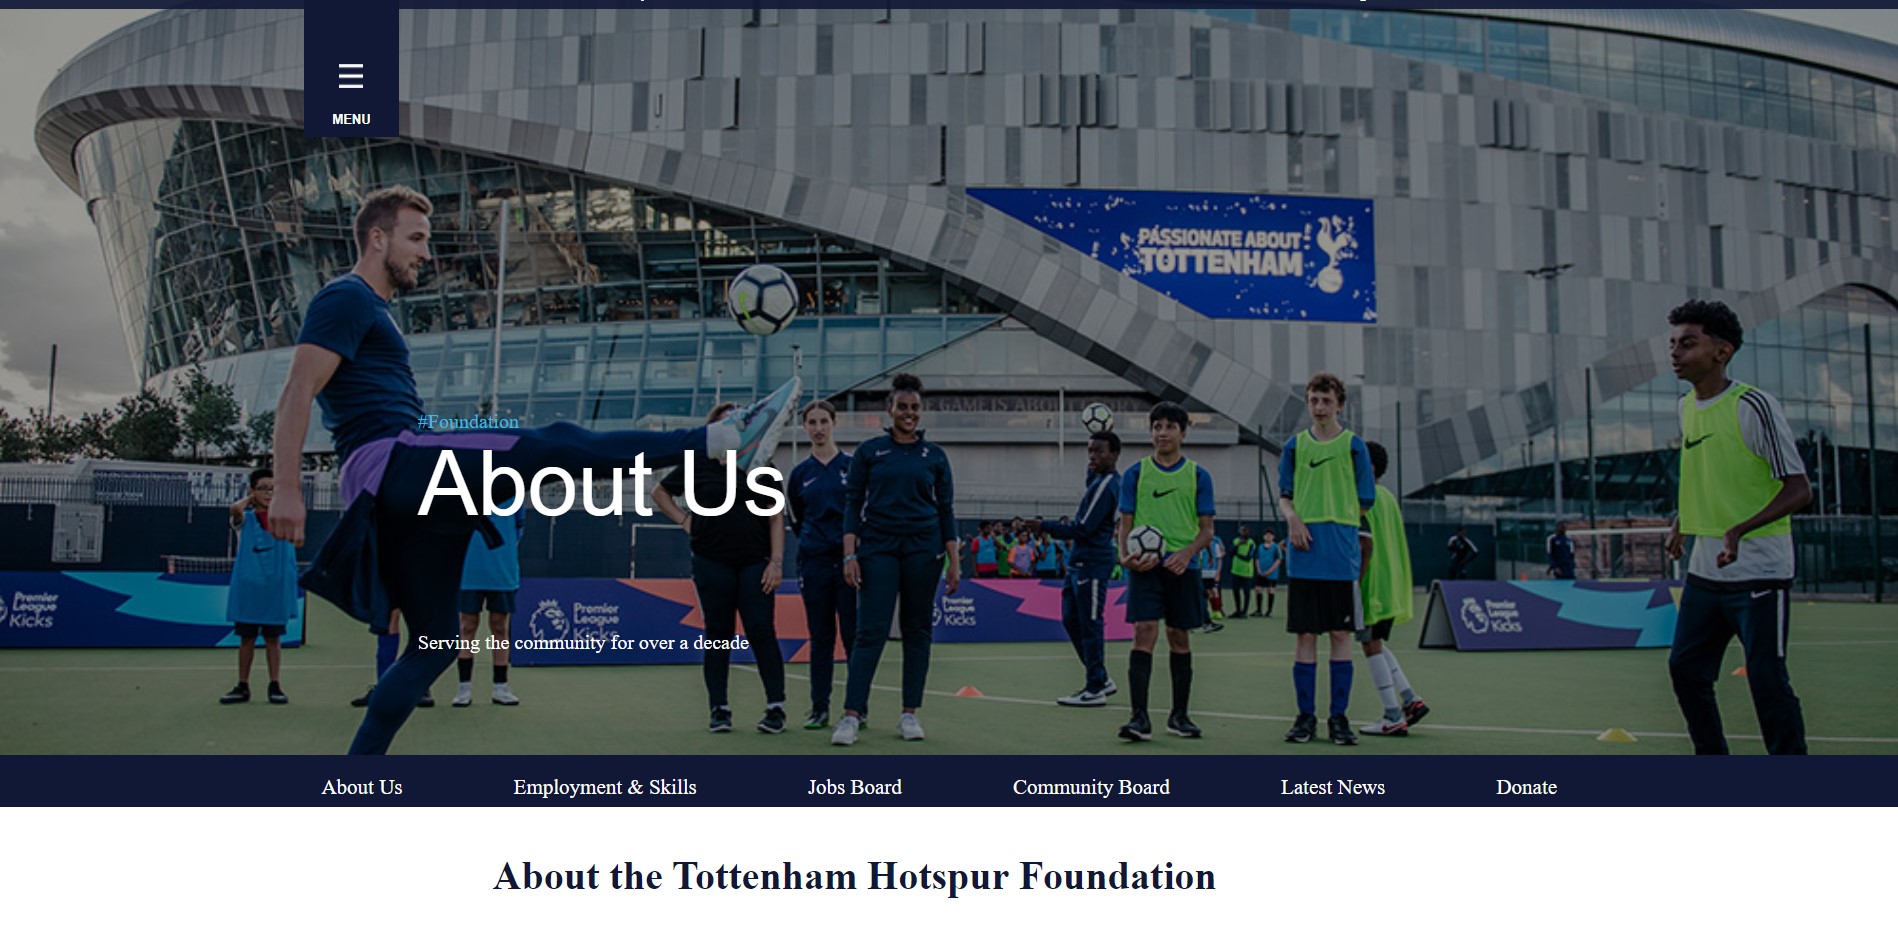 MENU
PASSIONATE ABOUT
TOTTENHAM
#Foundation
About Us
Premier
League
Kicks
Premier
League
Kicks
Premier
League
Kicks
Premier
League
Kicks
Serving the community for over a decade
About Us
Employment & Skills
Jobs Board
Community Board
Latest News
Donate
About the Tottenham Hotspur Foundation